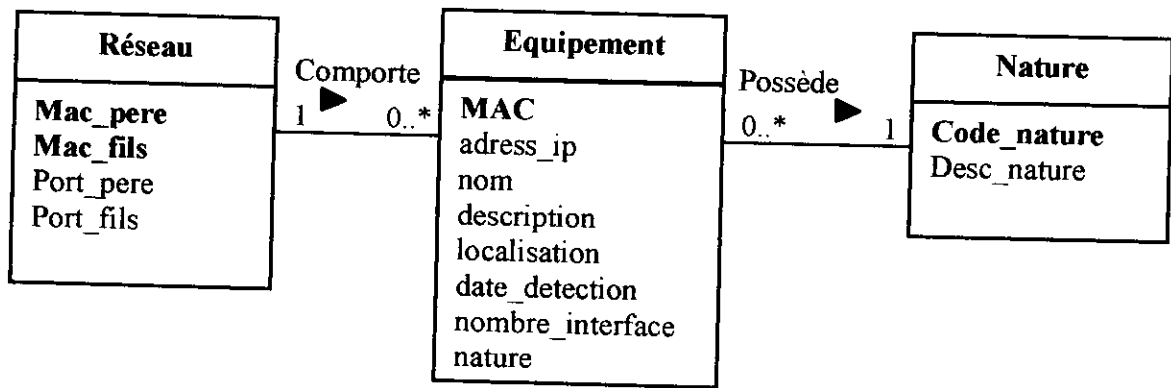 Réseau
Mac_pere
Mac_fils
Port_pere
Port_fils
Comporte
1 0..*
Equipement
MAC
adress_ip
nom
description
localisation
date_detection
nombre_interface
nature
Possède
0..* 1
Nature
Code_nature
Desc_nature